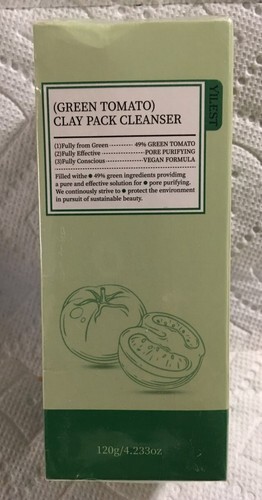 YILEST
(GREEN TOMATO)
CLAY PACK CLEANSER
(1)Fully from Green ---------- 49% GREEN TOMATO
(2)Fully Effective ---------------- PORE PURIFYING
(3)Fully Conscious --------------- VEGAN FORMULA
Filled withe ● 49% green ingredients providimg
a pure and effective solution for ● pore purifying.
We continously strive to ● protect the environment
in pursuit of sustainable beauty.
120g/4.233oz